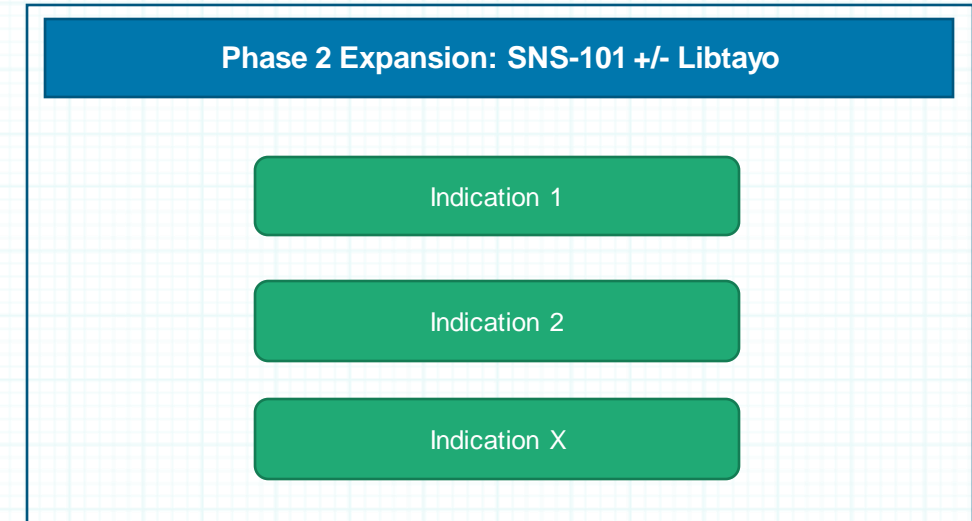 Phase 2 Expansion: SNS-101 +/- Libtayo
Indication 1
Indication 2
Indication X